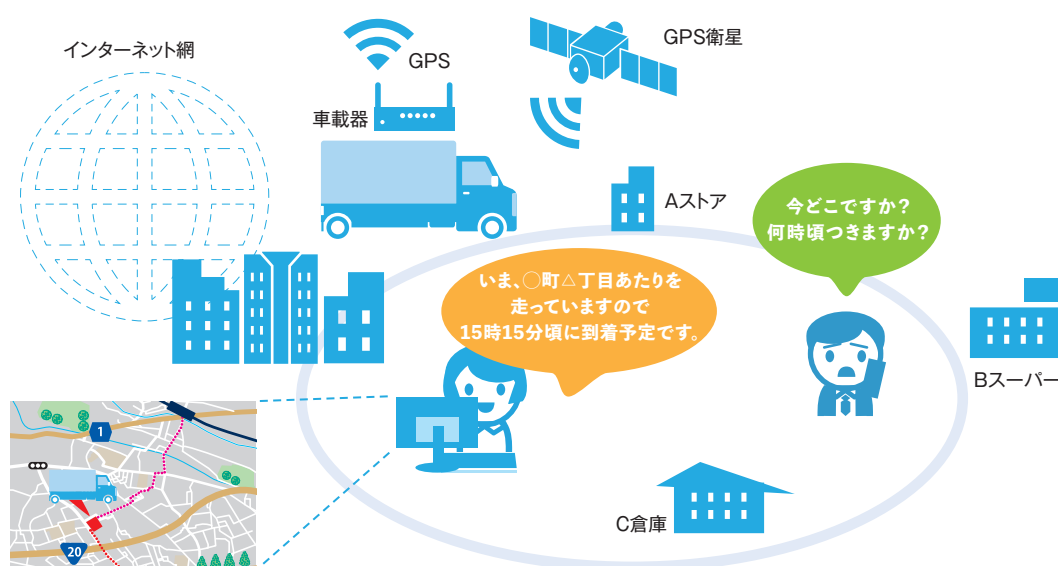 インターネット網
GPS
GPS衛星
車載器
Aストア
今どこですか？
何時頃つきますか？
いま、◯町△丁目あたりを
走っていますので
15時15分頃に到着予定です。
Bスーパー
C倉庫
1
20